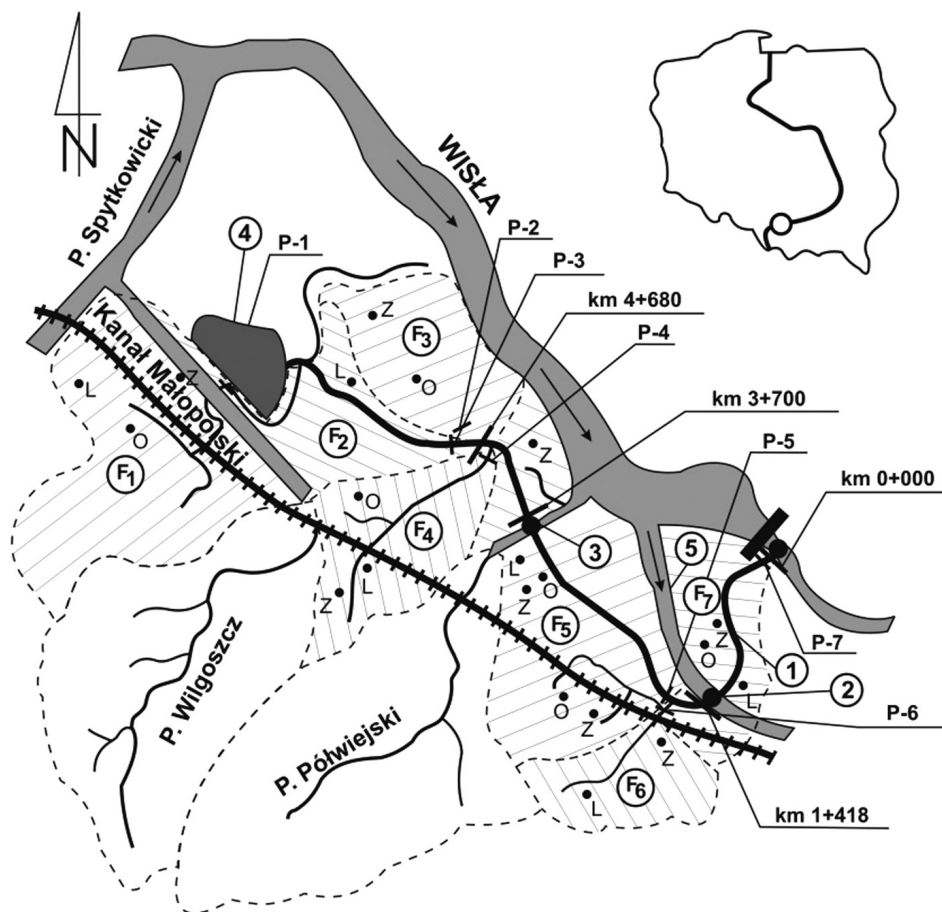 N
P. Spytkowicki
WISŁA
4
P-1
P-2
P-3
km 4+680
P-4
km 3+700
P-5
km 0+000
Kanał Małopolski
Z
F3
L
O
Z
L
O
F1
F2
Z
O
F4
L
Z
3
L
O
Z
F5
5
F7
Z
O
L
1
P-7
2
P-6
O
Z
Z
F6
L
km 1+418
P. Wilgoszcz
P. Półwiejski